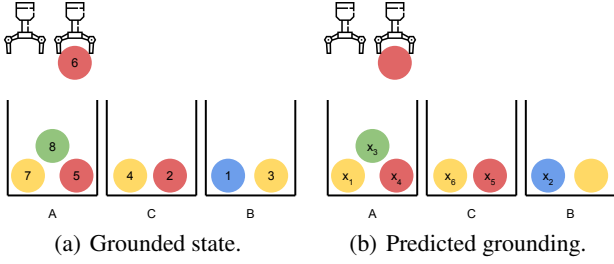 6
8
7 5 4 2 1 3
A C B
(a) Grounded state.
x3
x1 x4 x6 x5 x2
A C B
(b) Predicted grounding.